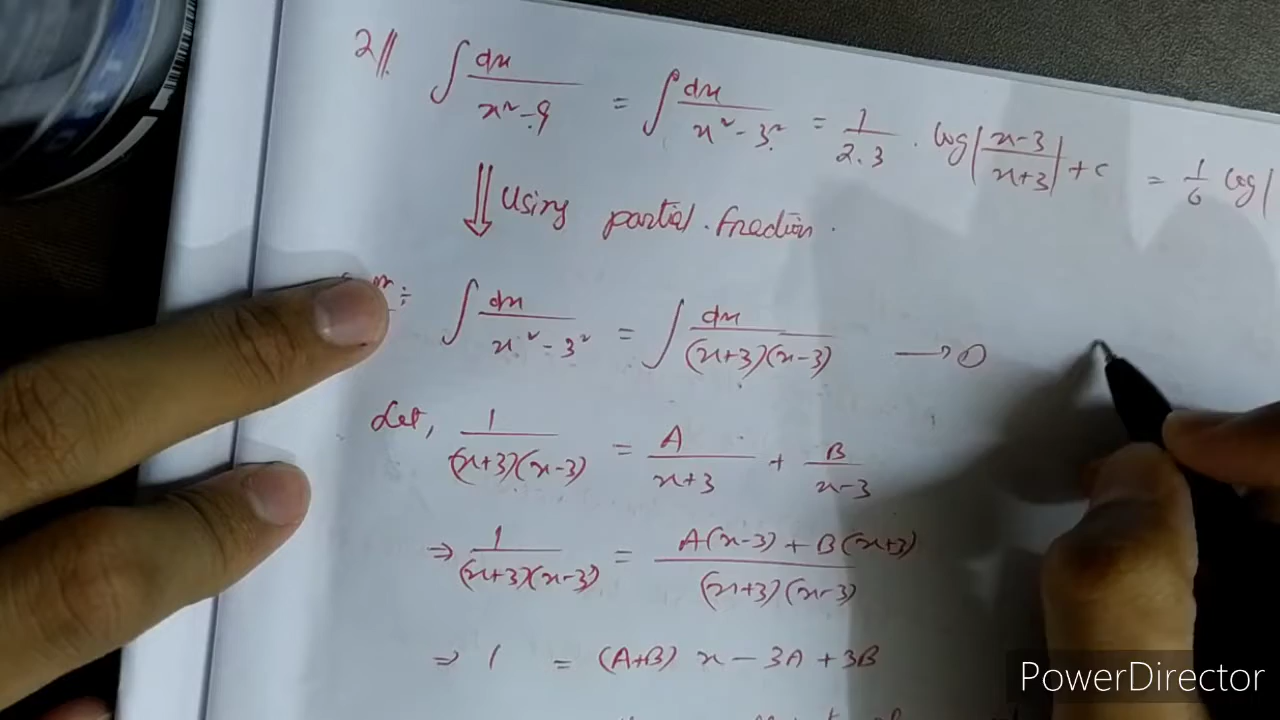 2//. ∫ dx/(x²-9) = ∫ dx/(x²-3²) = 1/(2.3) . log|(x-3)/(x+3)| + c = 1/6 log|
⇓ Using partial fraction.
∫ dx/(x²-3²) = ∫ dx/((x+3)(x-3)) → ①
Let, 1/((x+3)(x-3)) = A/(x+3) + B/(x-3)
⇒ 1/((x+3)(x-3)) = (A(x-3) + B(x+3))/((x+3)(x-3))
⇒ 1 = (A+B) x - 3A + 3B
PowerDirector